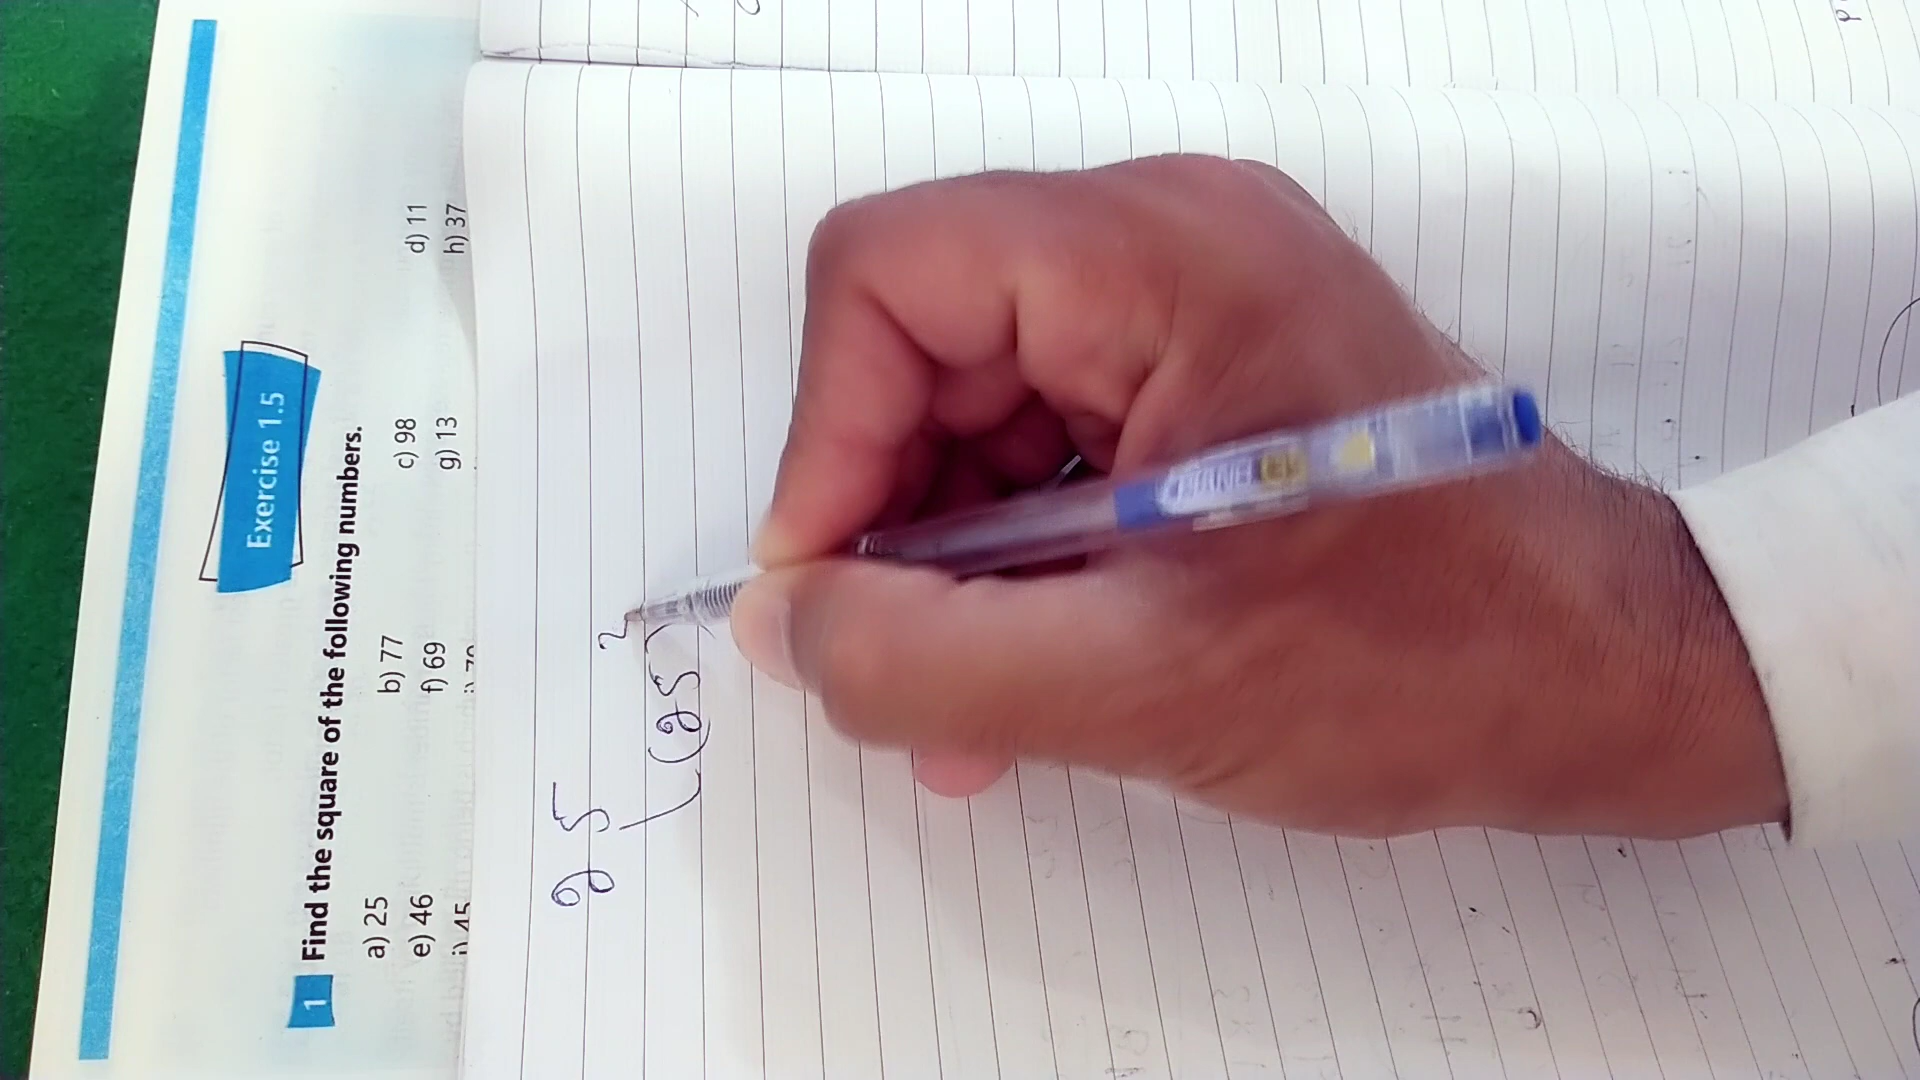 Exercise 1.5
1 Find the square of the following numbers.
a) 25 b) 77 c) 98 d) 11
e) 46 f) 69 g) 13 h) 37
i) 45
25
(25)²